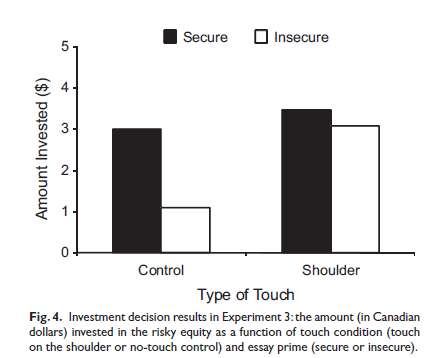 Secure Insecure
5
4
3
2
1
0
Amount Invested ($)
Control Shoulder
Type of Touch
Fig. 4. Investment decision results in Experiment 3: the amount (in Canadian
dollars) invested in the risky equity as a function of touch condition (touch
on the shoulder or no-touch control) and essay prime (secure or insecure).